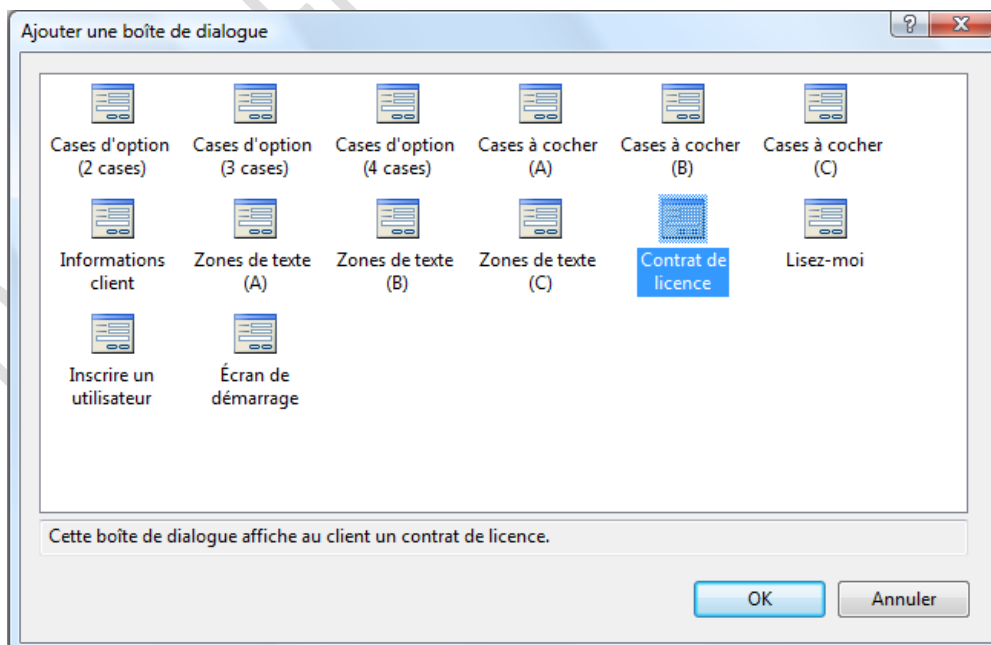 Ajouter une boîte de dialogue
Cases d'option Cases d'option Cases d'option Cases à cocher Cases à cocher Cases à cocher
(2 cases) (3 cases) (4 cases) (A) (B) (C)
Informations Zones de texte Zones de texte Zones de texte Contrat de Lisez-moi
client (A) (B) (C) licence
Inscrire un Écran de
utilisateur démarrage
Cette boîte de dialogue affiche au client un contrat de licence.
OK Annuler